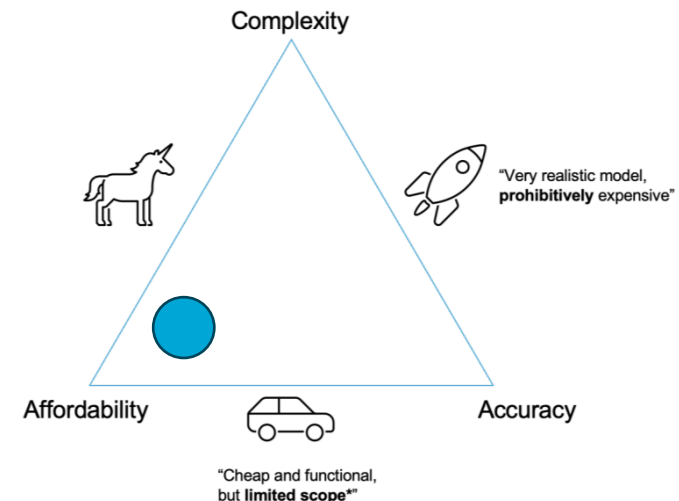 Complexity
“Very realistic model,
prohibitively expensive”
Affordability
Accuracy
“Cheap and functional,
but limited scope*”